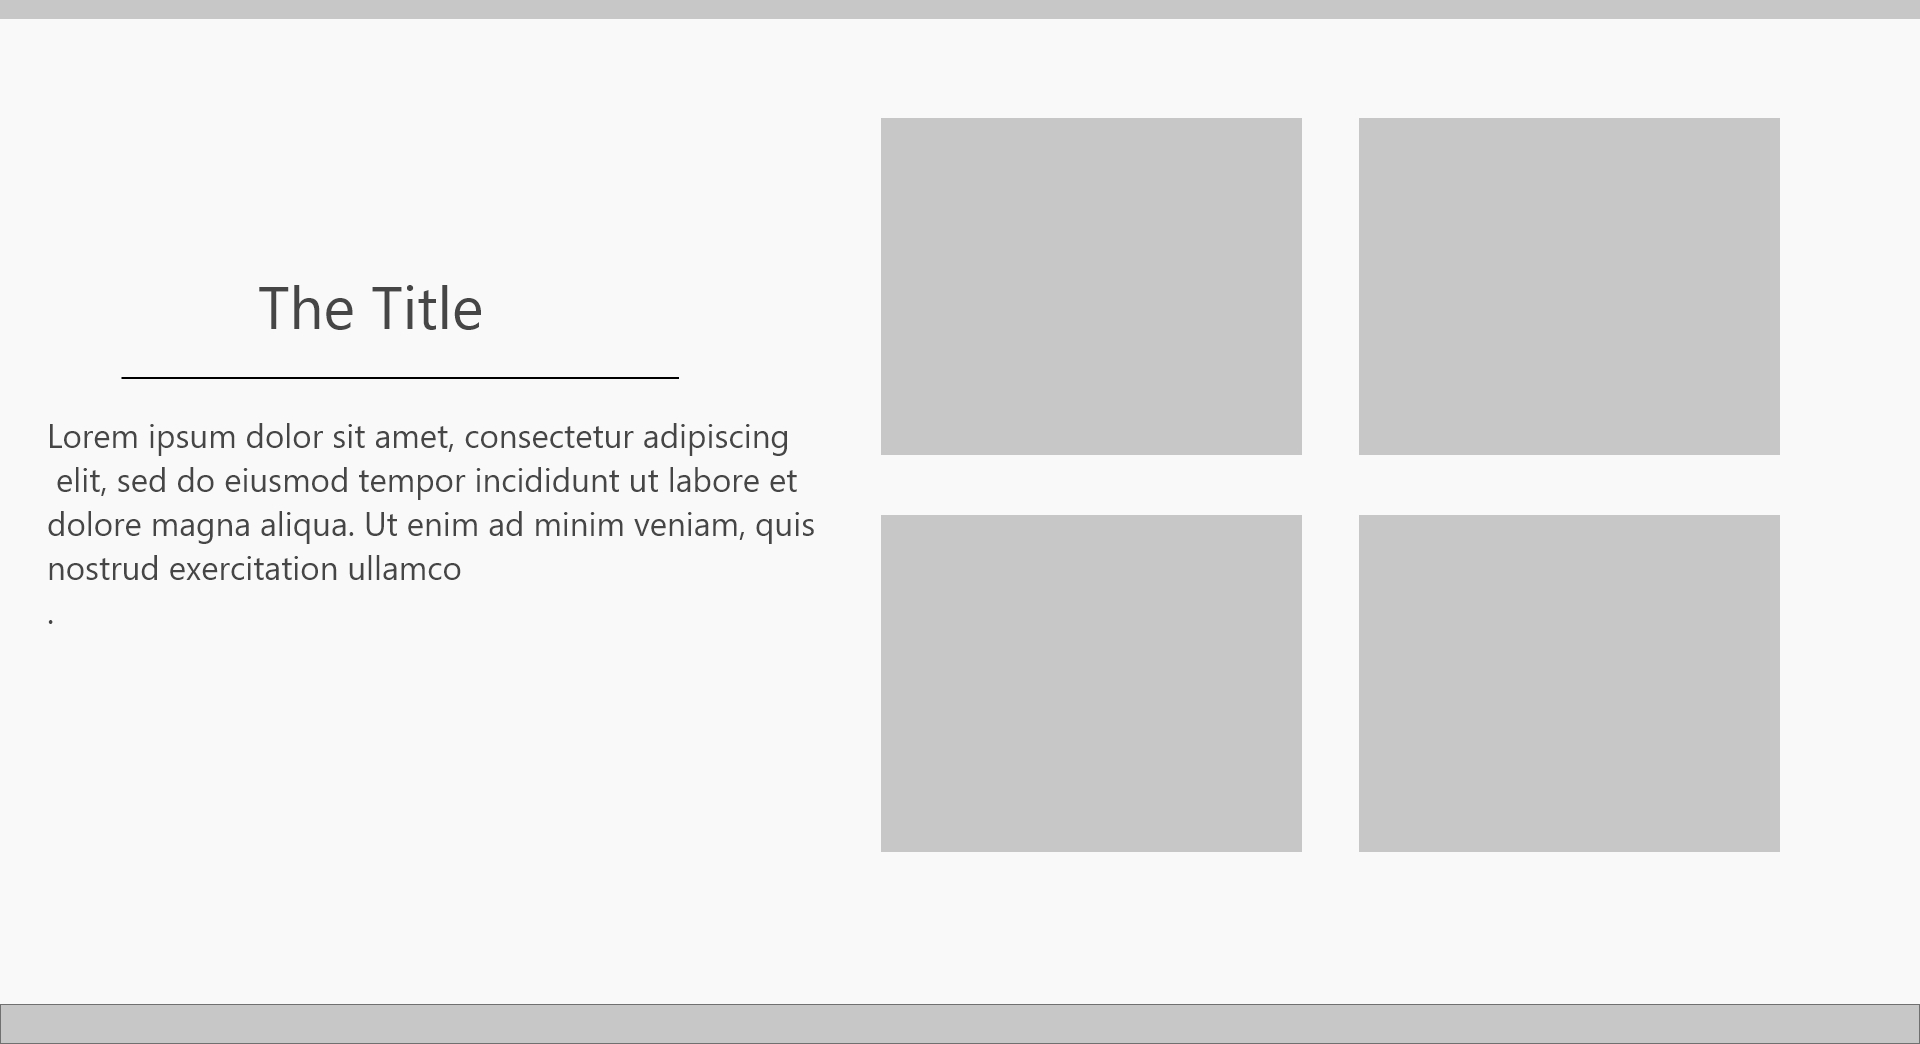 The Title
Lorem ipsum dolor sit amet, consectetur adipiscing
elit, sed do eiusmod tempor incididunt ut labore et
dolore magna aliqua. Ut enim ad minim veniam, quis
nostrud exercitation ullamco
.